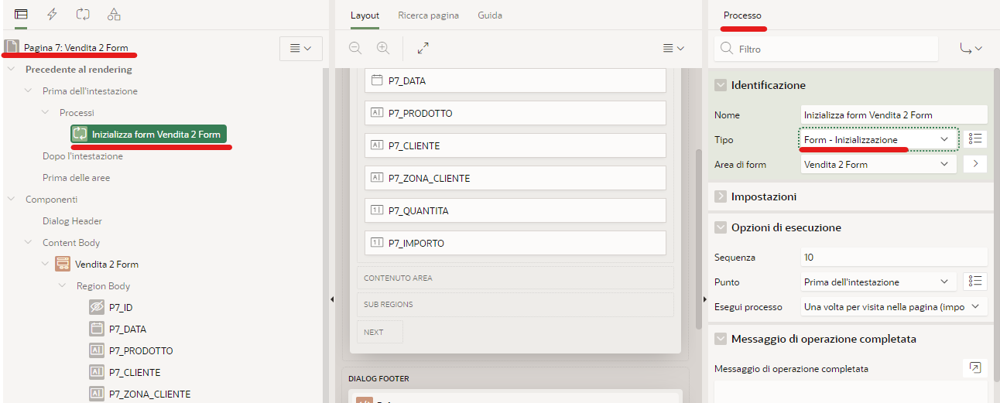 Pagina 7: Vendita 2 Form
Precedente al rendering
Prima dell'intestazione
Processi
Inizializza form Vendita 2 Form
Dopo l'intestazione
Prima delle aree
Componenti
Dialog Header
Content Body
Vendita 2 Form
Region Body
P7_ID
P7_DATA
P7_PRODOTTO
P7_CLIENTE
P7_ZONA_CLIENTE
Layout
Ricerca pagina
Guida
P7_DATA
P7_PRODOTTO
P7_CLIENTE
P7_ZONA_CLIENTE
P7_QUANTITA
P7_IMPORTO
CONTENUTO AREA
SUB REGIONS
NEXT
DIALOG FOOTER
Processo
Filtro
Identificazione
Nome Inizializza form Vendita 2 Form
Tipo Form - Inizializzazione
Area di form Vendita 2 Form
Impostazioni
Opzioni di esecuzione
Sequenza 10
Punto Prima dell'intestazione
Esegui processo Una volta per visita nella pagina (impo
Messaggio di operazione completata
Messaggio di operazione completata